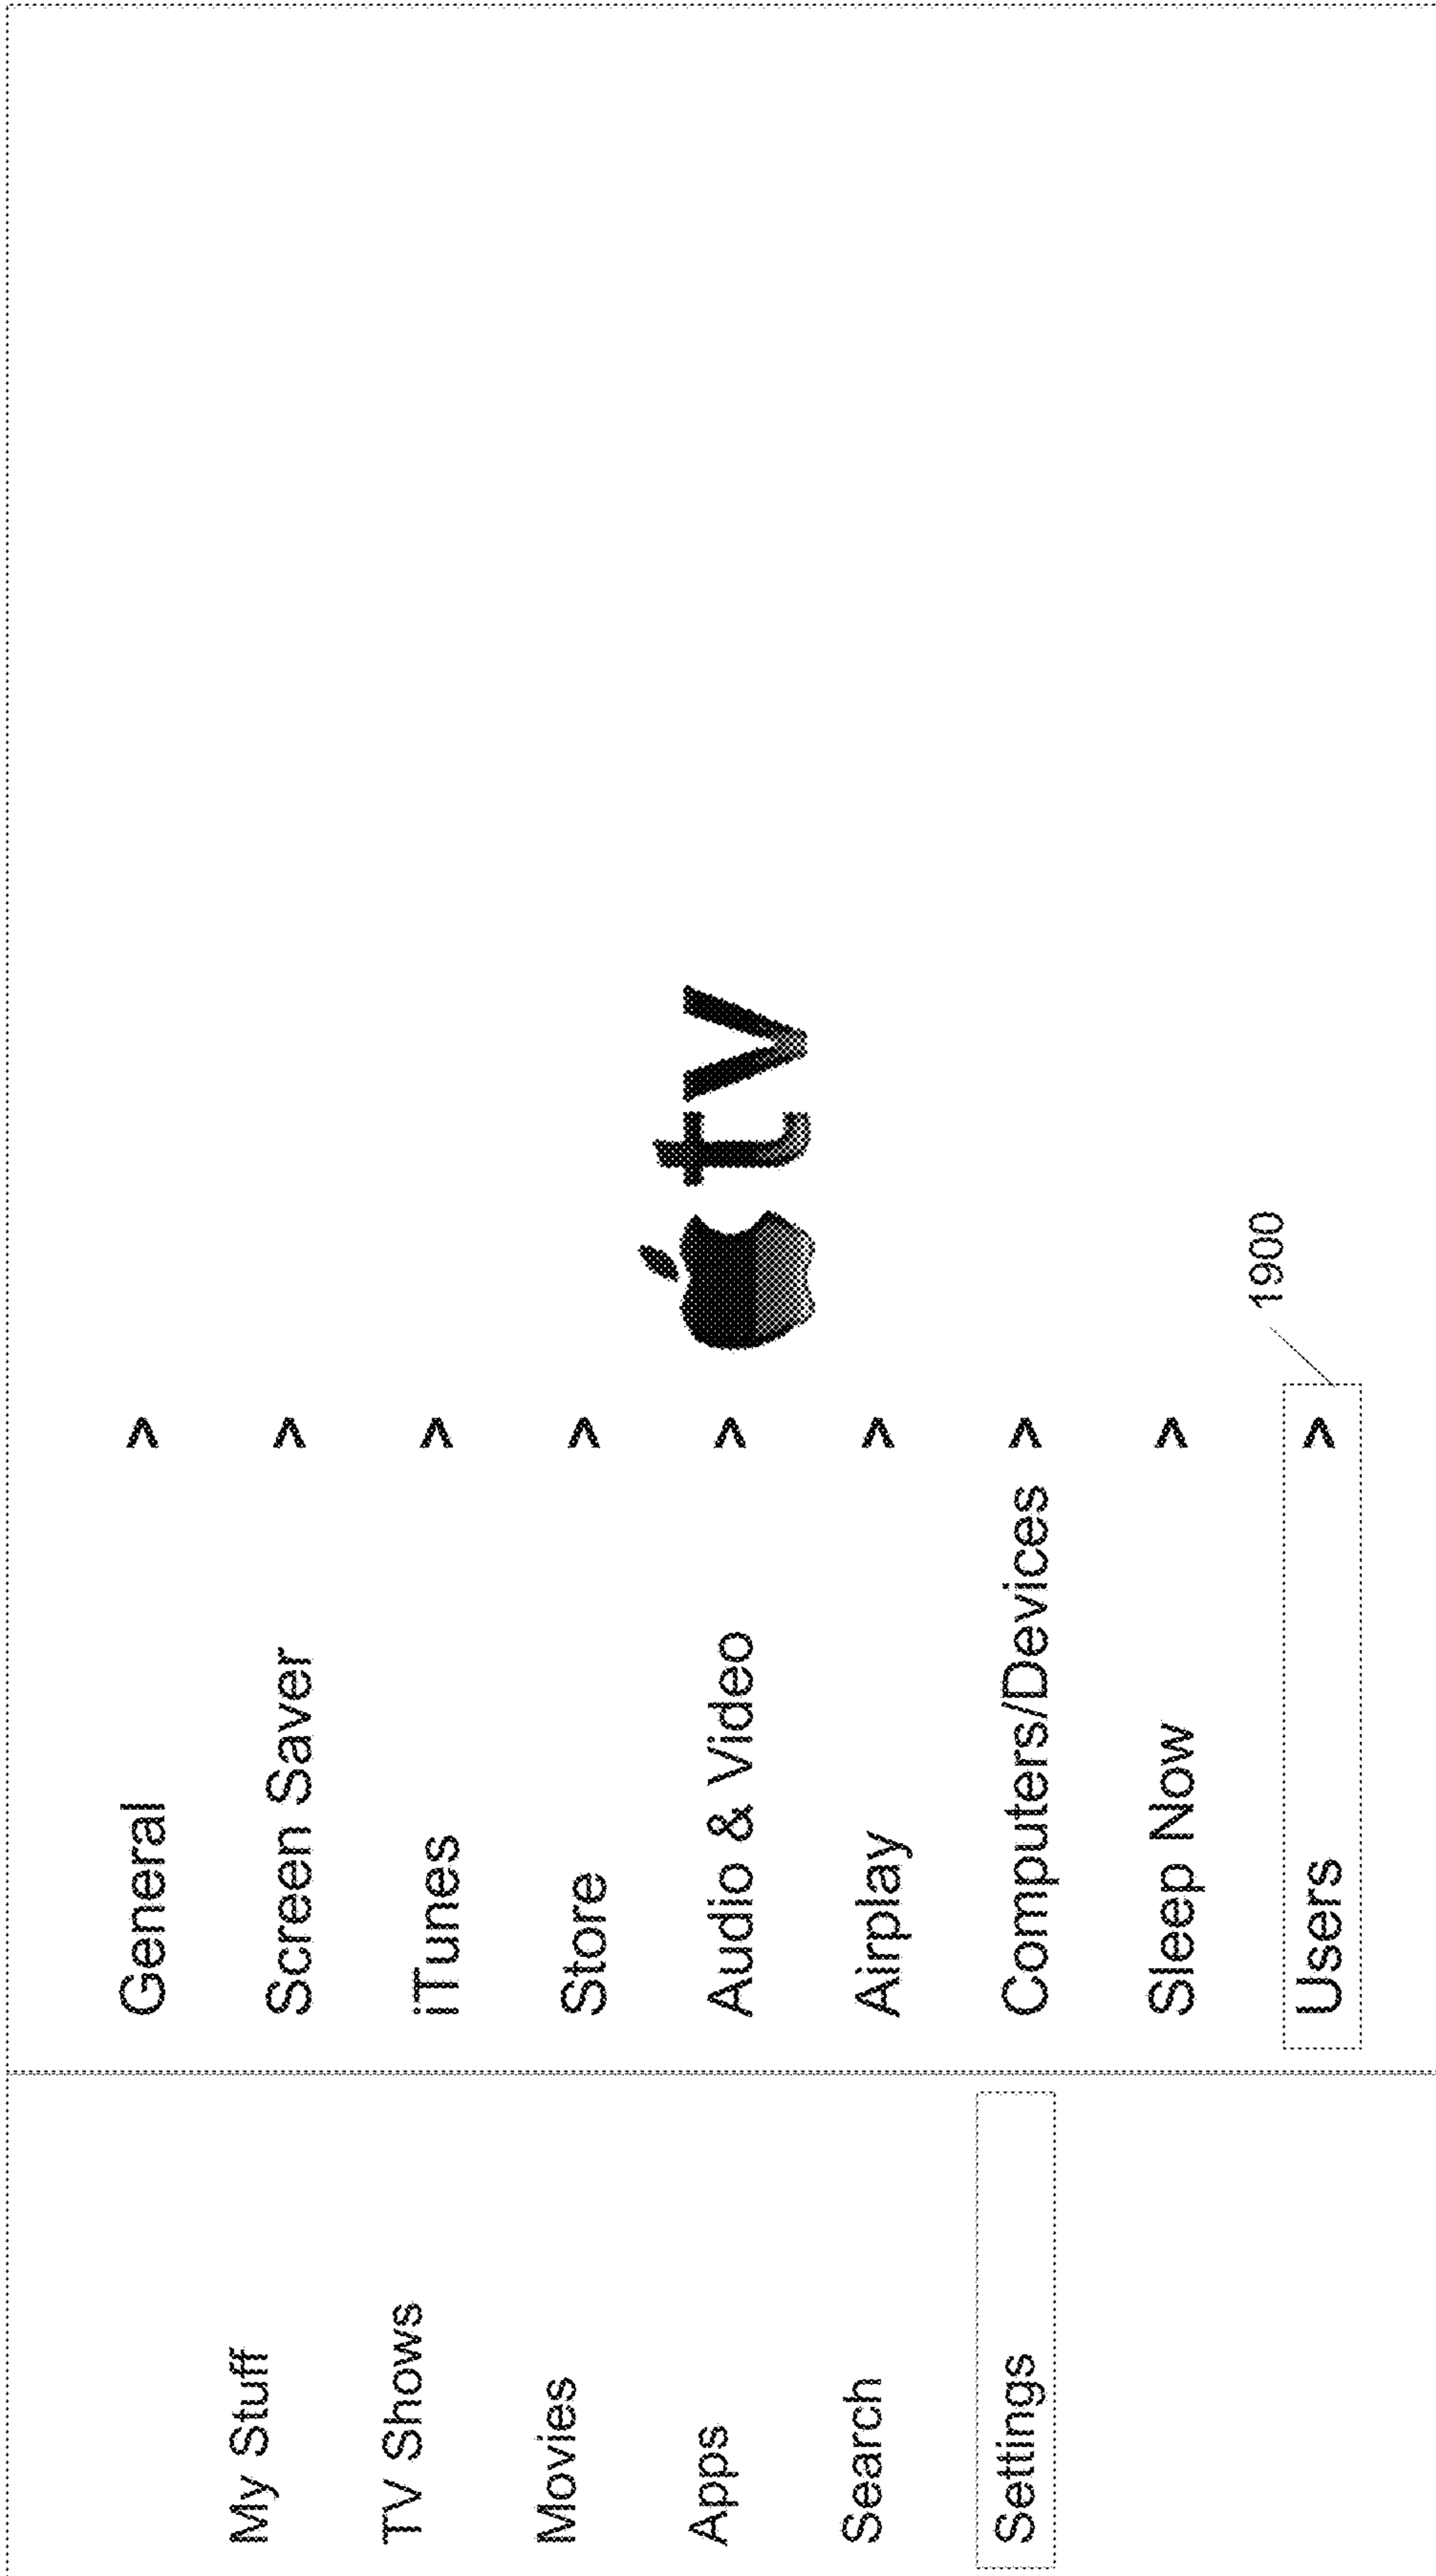 My Stuff
TV Shows
Movies
Apps
Search
Settings
General >
Screen Saver >
iTunes >
Store >
Audio & Video >
Airplay >
Computers/Devices >
Sleep Now >
Users >
tv
1900